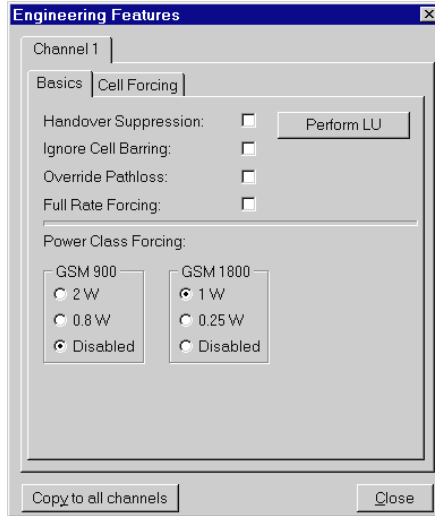 Engineering Features
Channel 1
Basics Cell Forcing
Handover Suppression: Perform LU
Ignore Cell Barring:
Override Pathloss:
Full Rate Forcing:
Power Class Forcing:
GSM 900 GSM 1800
2 W 1 W
0.8 W 0.25 W
Disabled Disabled
Copy to all channels Close